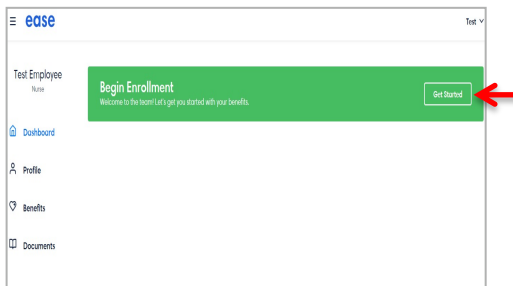 ease
Test
Test Employee
Nurse
Begin Enrollment
Welcome to the team! Let's get you started with your benefits.
Get Started
Dashboard
Profile
Benefits
Documents